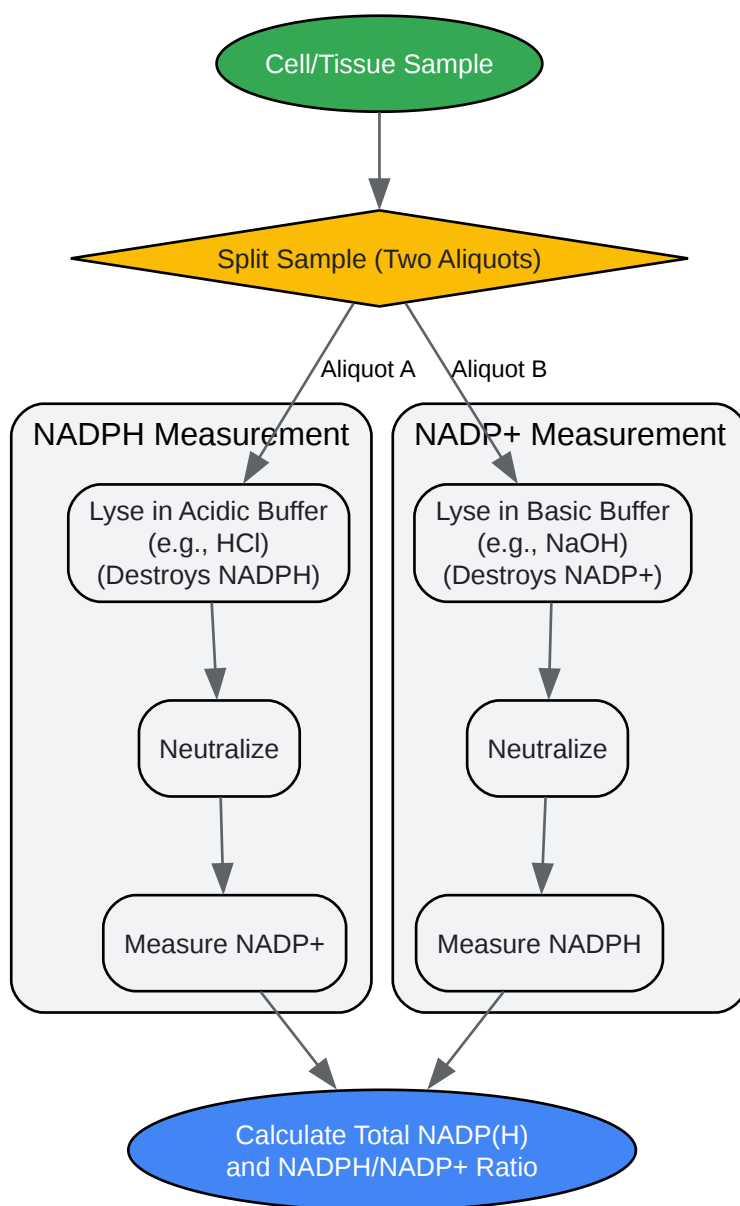 Cell/Tissue Sample
Split Sample (Two Aliquots)
Aliquot A
Aliquot B
NADPH Measurement
Lyse in Acidic Buffer
(e.g., HCl)
(Destroys NADPH)
Neutralize
Measure NADP+
NADP+ Measurement
Lyse in Basic Buffer
(e.g., NaOH)
(Destroys NADP+)
Neutralize
Measure NADPH
Calculate Total NADP(H)
and NADPH/NADP+ Ratio